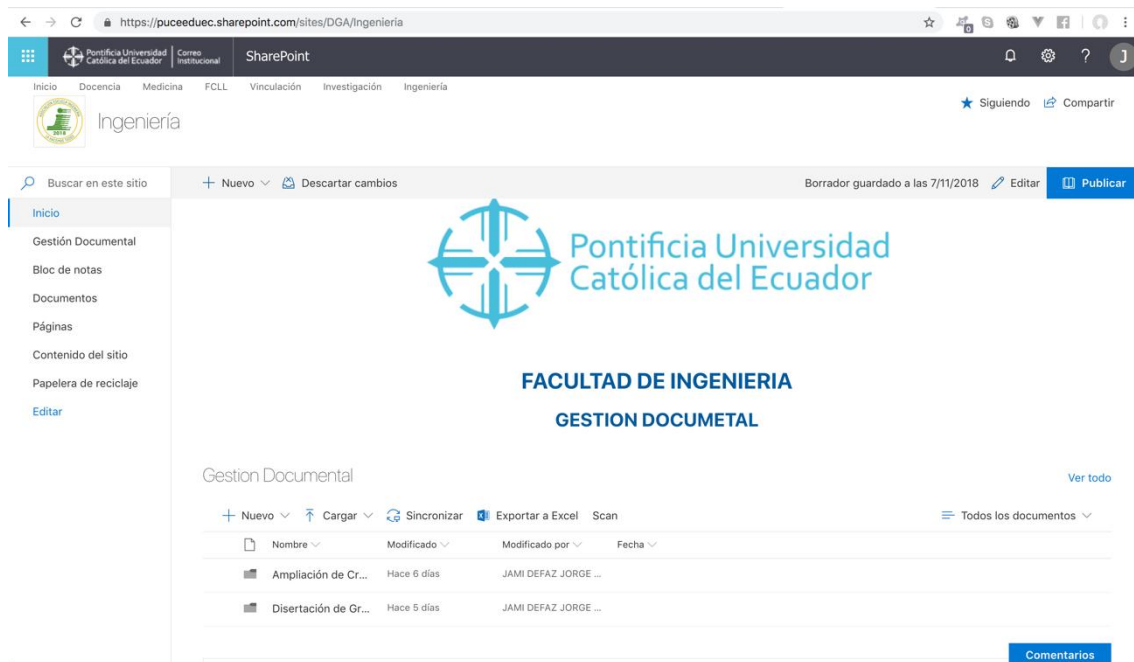 https://puceeduec.sharepoint.com/sites/DGA/Ingenieria
Pontificia Universidad Católica del Ecuador
Correo Institucional
SharePoint
J
Inicio Docencia Medicina FCLL Vinculación Investigación Ingeniería
Ingeniería
Siguiendo Compartir
Buscar en este sitio
Nuevo Descartar cambios
Borrador guardado a las 7/11/2018 Editar Publicar
Inicio
Gestión Documental
Bloc de notas
Documentos
Páginas
Contenido del sitio
Papelera de reciclaje
Editar
Pontificia Universidad
Católica del Ecuador
FACULTAD DE INGENIERIA
GESTION DOCUMETAL
Gestion Documental
Ver todo
Nuevo Cargar Sincronizar Exportar a Excel Scan
Todos los documentos
Nombre Modificado Modificado por Fecha
Ampliación de Cr... Hace 6 días JAMI DEFAZ JORGE ...
Disertación de Gr... Hace 5 días JAMI DEFAZ JORGE ...
Comentarios